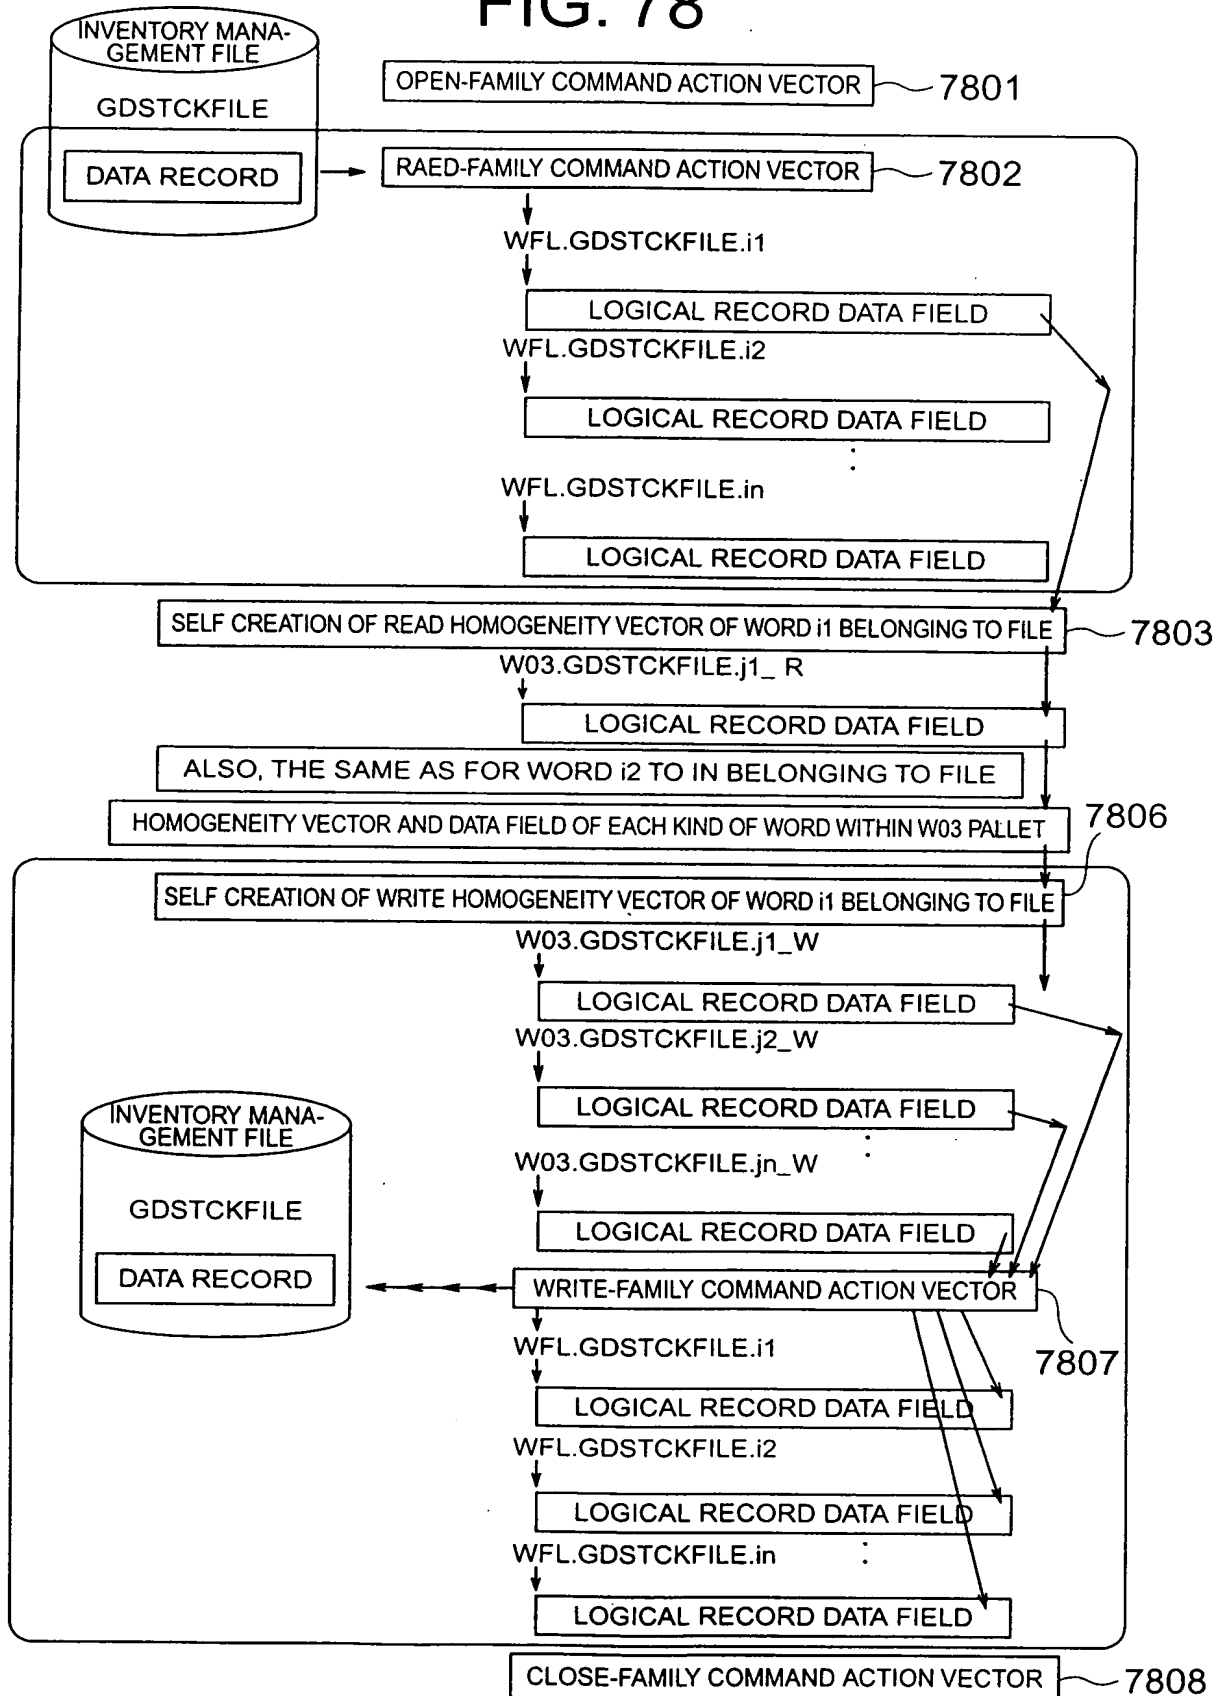 FIG. 78
INVENTORY MANA-
GEMENT FILE
GDSTCKFILE
DATA RECORD
OPEN-FAMILY COMMAND ACTION VECTOR
7801
RAED-FAMILY COMMAND ACTION VECTOR
7802
WFL.GDSTCKFILE.i1
LOGICAL RECORD DATA FIELD
WFL.GDSTCKFILE.i2
LOGICAL RECORD DATA FIELD
WFL.GDSTCKFILE.in
LOGICAL RECORD DATA FIELD
SELF CREATION OF READ HOMOGENEITY VECTOR OF WORD i1 BELONGING TO FILE
7803
W03.GDSTCKFILE.j1_ R
LOGICAL RECORD DATA FIELD
ALSO, THE SAME AS FOR WORD i2 TO IN BELONGING TO FILE
HOMOGENEITY VECTOR AND DATA FIELD OF EACH KIND OF WORD WITHIN W03 PALLET
7806
SELF CREATION OF WRITE HOMOGENEITY VECTOR OF WORD i1 BELONGING TO FILE
W03.GDSTCKFILE.j1_W
LOGICAL RECORD DATA FIELD
W03.GDSTCKFILE.j2_W
LOGICAL RECORD DATA FIELD
W03.GDSTCKFILE.jn_W
LOGICAL RECORD DATA FIELD
INVENTORY MANA-
GEMENT FILE
GDSTCKFILE
DATA RECORD
WRITE-FAMILY COMMAND ACTION VECTOR
7807
WFL.GDSTCKFILE.i1
LOGICAL RECORD DATA FIELD
WFL.GDSTCKFILE.i2
LOGICAL RECORD DATA FIELD
WFL.GDSTCKFILE.in
LOGICAL RECORD DATA FIELD
CLOSE-FAMILY COMMAND ACTION VECTOR
7808